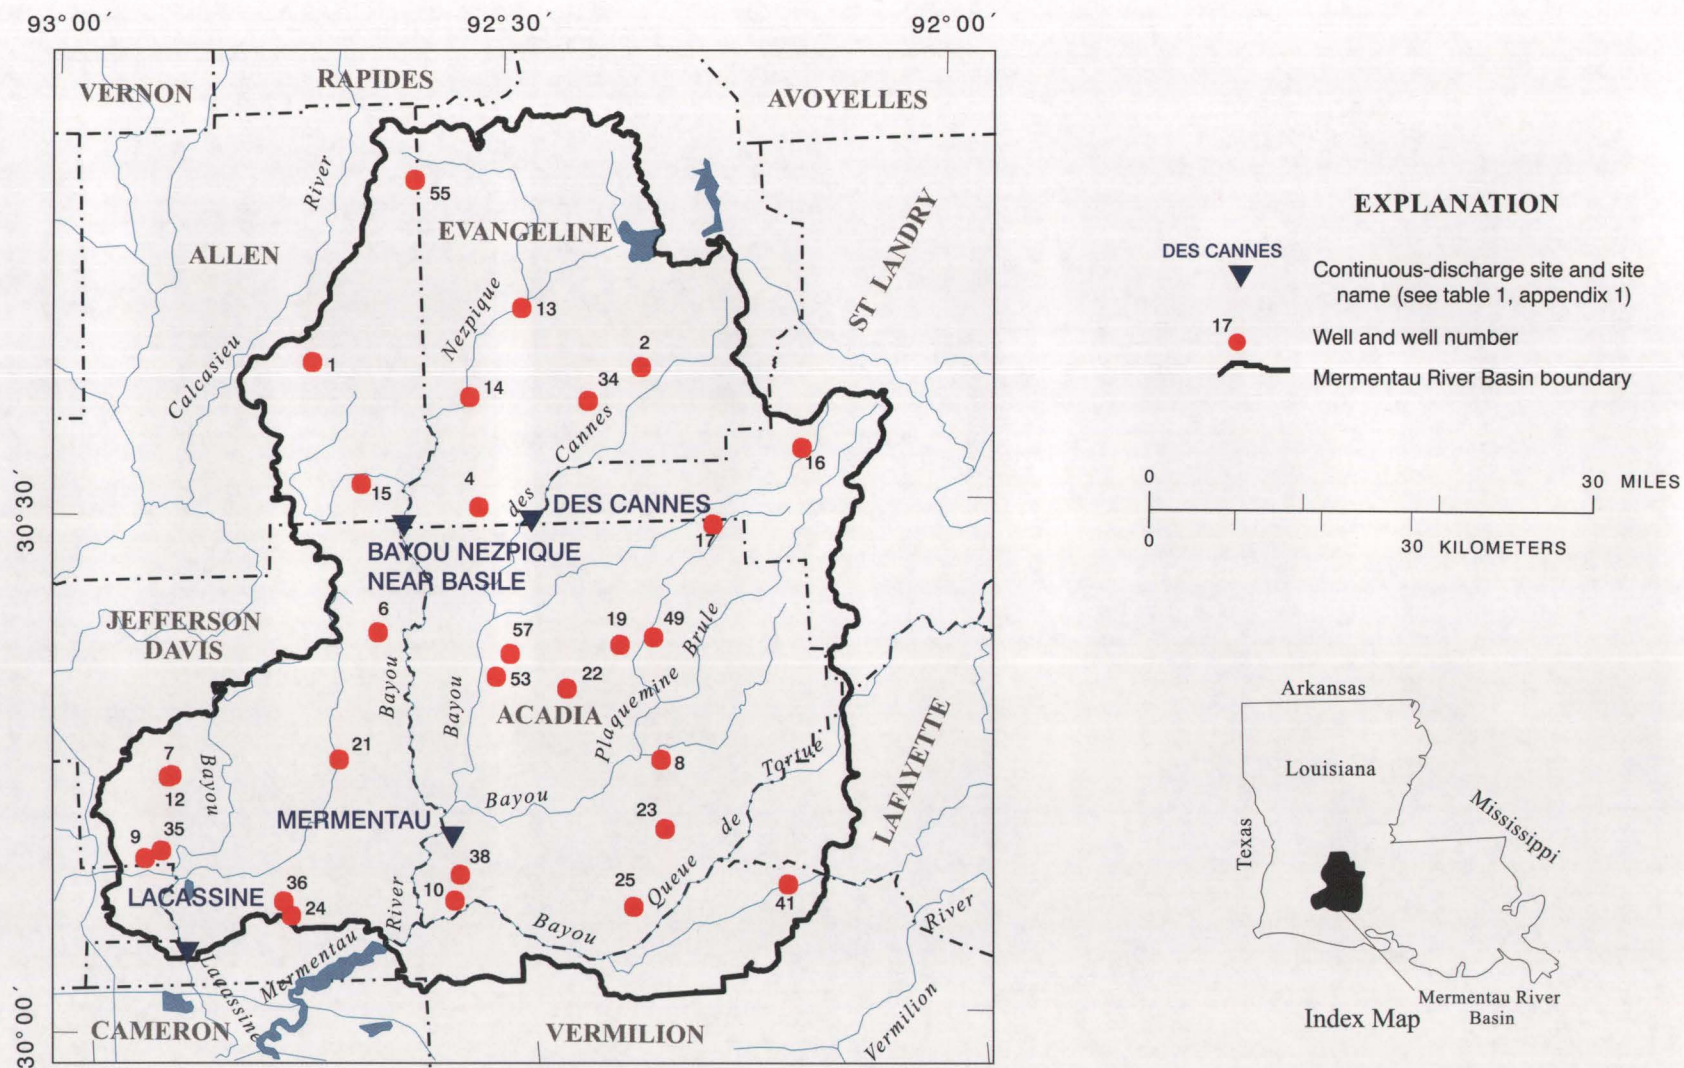 93°00´
92°30´
92°00´
VERNON
RAPIDES
AVOYELLES
River
55
EVANGELINE
ALLEN
ST LANDRY
Nezpique
13
Calcasieu
1
2
34
14
Cannes
16
15
4
des
DES CANNES
17
30°30´
BAYOU NEZPIQUE
NEAR BASILE
JEFFERSON
DAVIS
6
57
19
49
Brule
53
22
Bayou
Bayou
ACADIA
Plaquemine
21
7
12
Bayou
8
Tortue
LAFAYETTE
Bayou
MERMENTAU
23
de
9
35
38
36
LACASSINE
24
10
25
Queue
41
River
Bayou
River
Mermentau
Lacassine
30°00´
CAMERON
VERMILION
Vermilion
EXPLANATION
DES CANNES
Continuous-discharge site and site
name (see table 1, appendix 1)
17
Well and well number
Mermentau River Basin boundary
0
30 MILES
0
30 KILOMETERS
Arkansas
Louisiana
Texas
Mississippi
Mermentau River
Basin
Index Map